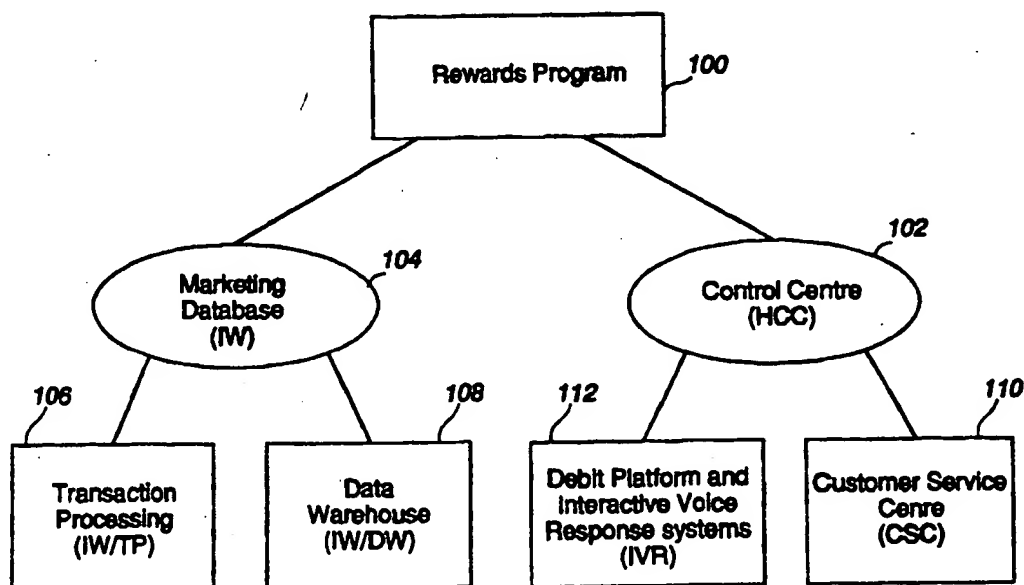 Rewards Program
100
Marketing
Database
(IW)
104
Control Centre
(HCC)
102
106
Transaction
Processing
(IW/TP)
108
Data
Warehouse
(IW/DW)
112
Debit Platform and
Interactive Voice
Response systems
(IVR)
110
Customer Service
Cenre
(CSC)